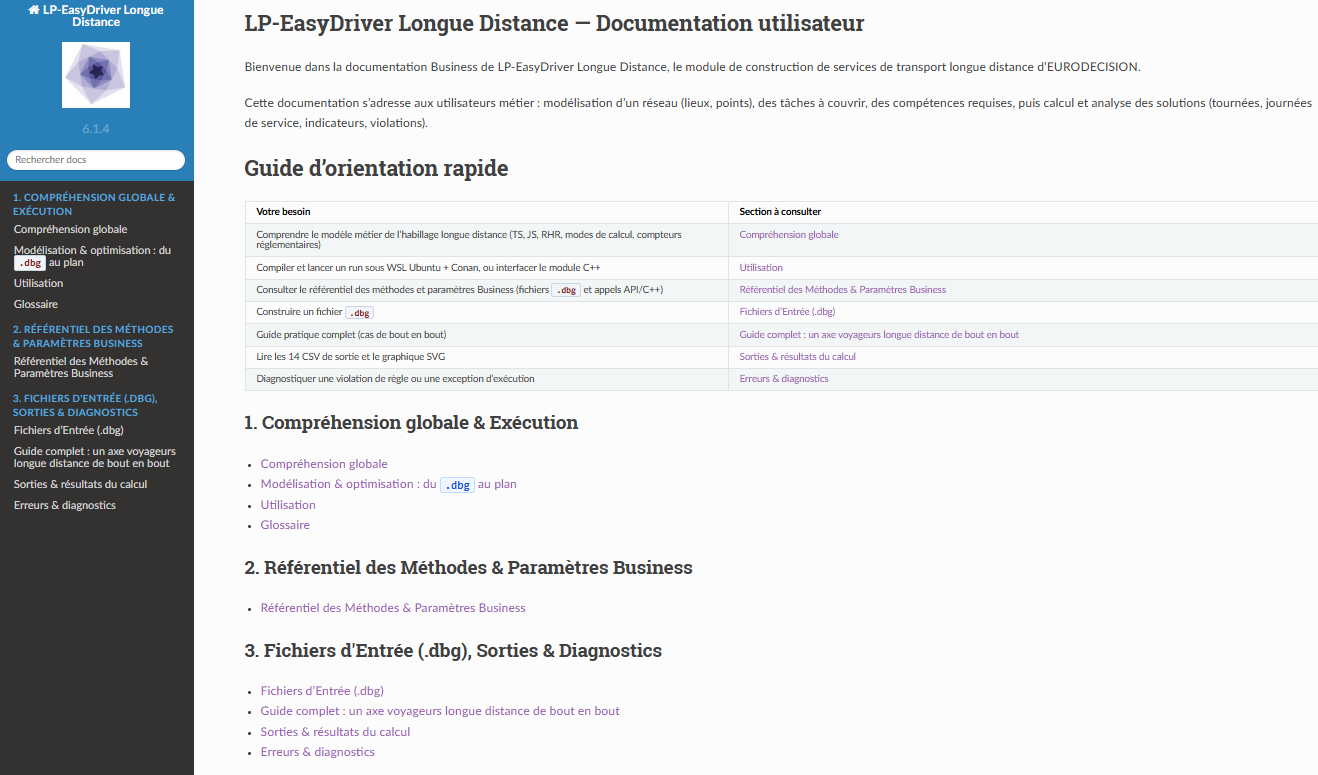 LP-EasyDriver Longue
Distance
6.1.4
Rechercher docs
1. COMPRÉHENSION GLOBALE &
EXÉCUTION
Compréhension globale
Modélisation & optimisation : du
.dbg au plan
Utilisation
Glossaire
2. RÉFÉRENTIEL DES MÉTHODES
& PARAMÈTRES BUSINESS
Référentiel des Méthodes &
Paramètres Business
3. FICHIERS D'ENTRÉE (.DBG),
SORTIES & DIAGNOSTICS
Fichiers d’Entrée (.dbg)
Guide complet : un axe voyageurs
longue distance de bout en bout
Sorties & résultats du calcul
Erreurs & diagnostics
LP-EasyDriver Longue Distance — Documentation utilisateur
Bienvenue dans la documentation Business de LP-EasyDriver Longue Distance, le module de construction de services de transport longue distance d’EURODECISION.
Cette documentation s’adresse aux utilisateurs métier : modélisation d’un réseau (lieux, points), des tâches à couvrir, des compétences requises, puis calcul et analyse des solutions (tournées, journées
de service, indicateurs, violations).
Guide d’orientation rapide
Votre besoin Section à consulter
Comprendre le modèle métier de l’habillage longue distance (TS, JS, RHR, modes de calcul, compteurs
réglementaires) Compréhension globale
Compiler et lancer un run sous WSL Ubuntu + Conan, ou interfacer le module C++ Utilisation
Consulter le référentiel des méthodes et paramètres Business (fichiers .dbg et appels API/C++) Référentiel des Méthodes & Paramètres Business
Construire un fichier .dbg Fichiers d’Entrée (.dbg)
Guide pratique complet (cas de bout en bout) Guide complet : un axe voyageurs longue distance de bout en bout
Lire les 14 CSV de sortie et le graphique SVG Sorties & résultats du calcul
Diagnostiquer une violation de règle ou une exception d’exécution Erreurs & diagnostics
1. Compréhension globale & Exécution
• Compréhension globale
• Modélisation & optimisation : du .dbg au plan
• Utilisation
• Glossaire
2. Référentiel des Méthodes & Paramètres Business
• Référentiel des Méthodes & Paramètres Business
3. Fichiers d'Entrée (.dbg), Sorties & Diagnostics
• Fichiers d’Entrée (.dbg)
• Guide complet : un axe voyageurs longue distance de bout en bout
• Sorties & résultats du calcul
• Erreurs & diagnostics